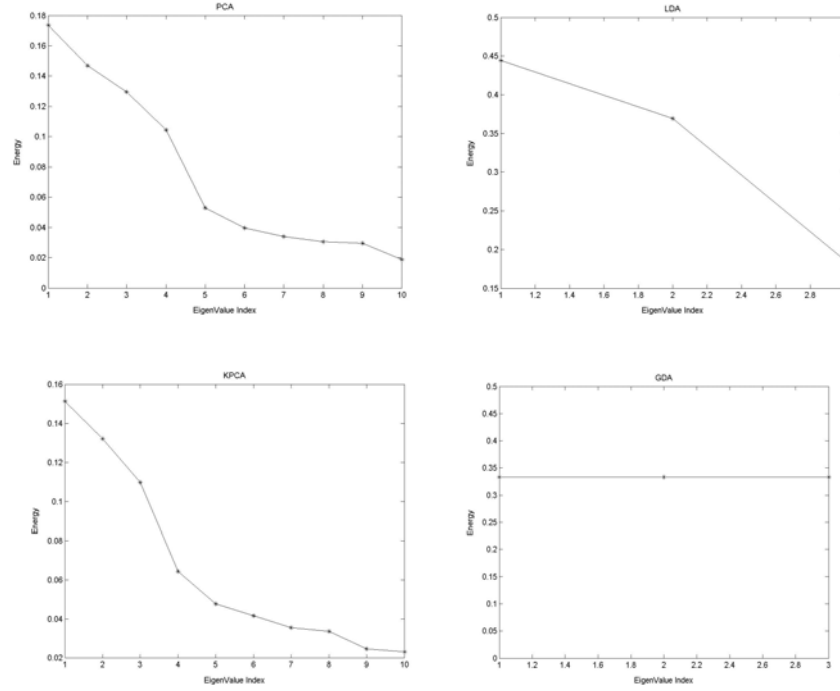 PCA
0.18
0.16
0.14
0.12
0.1
0.08
0.06
0.04
0.02
0
Energy
1 2 3 4 5 6 7 8 9 10
EigenValue Index
LDA
0.5
0.45
0.4
0.35
0.3
0.25
0.2
0.15
Energy
1 1.2 1.4 1.6 1.8 2 2.2 2.4 2.6 2.8
EigenValue Index
KPCA
0.16
0.14
0.12
0.1
0.08
0.06
0.04
0.02
Energy
1 2 3 4 5 6 7 8 9 10
EigenValue Index
GDA
0.5
0.45
0.4
0.35
0.3
0.25
0.2
0.15
0.1
0.05
0
Energy
1 1.2 1.4 1.6 1.8 2 2.2 2.4 2.6 2.8 3
EigenValue Index